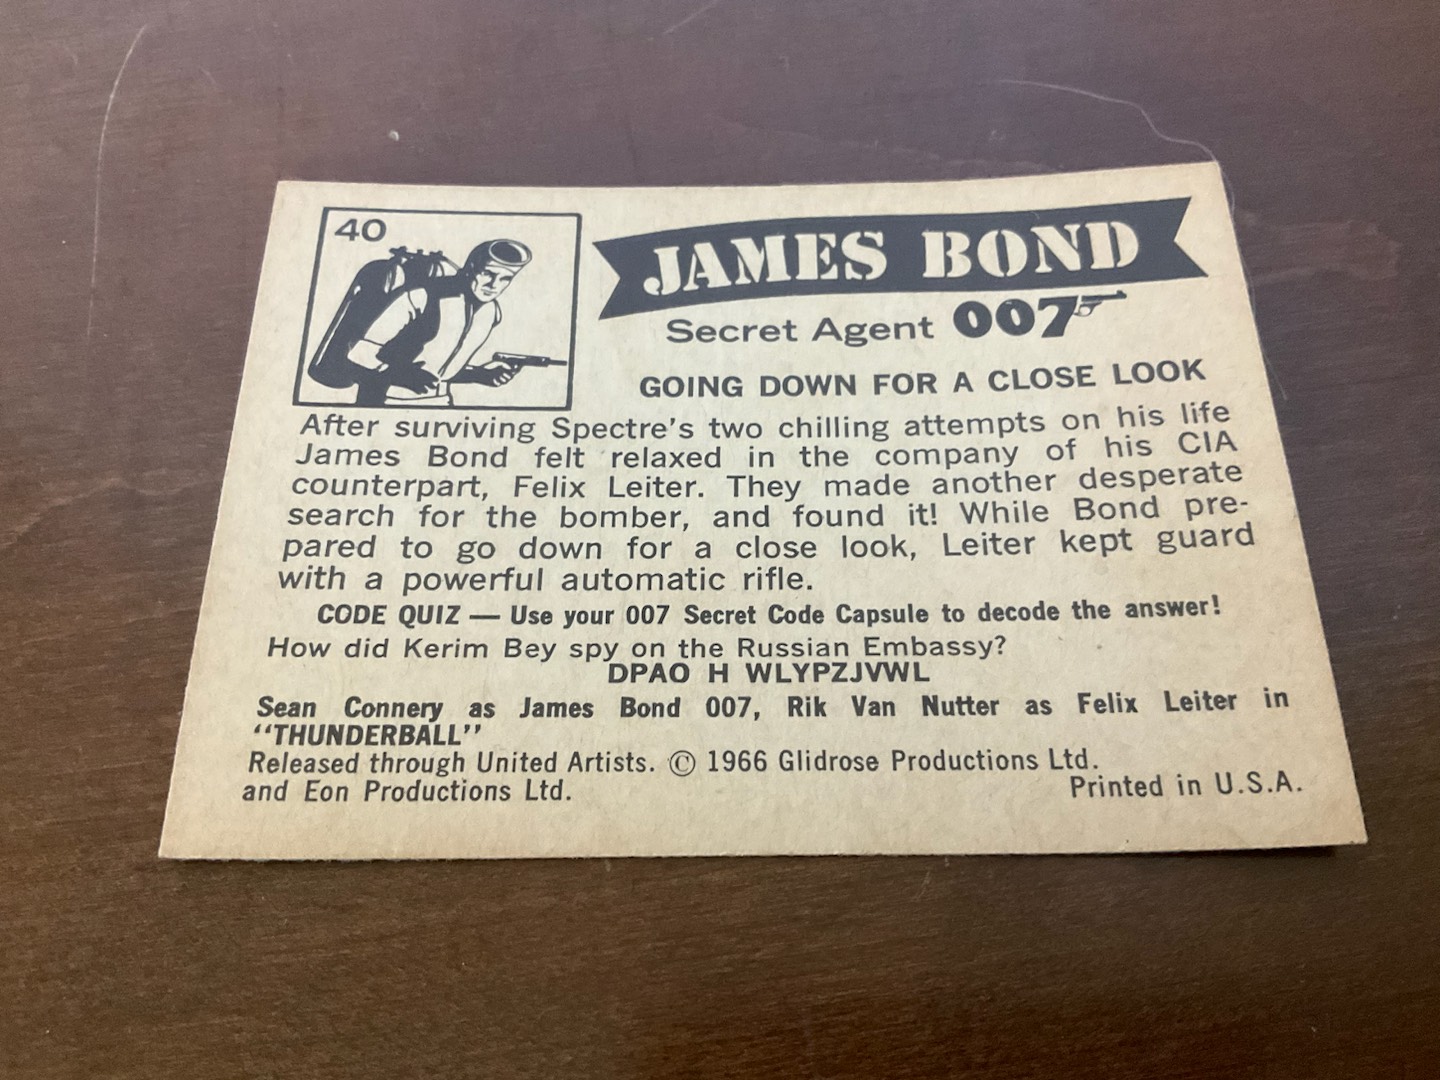 40
JAMES BOND
Secret Agent 007
GOING DOWN FOR A CLOSE LOOK
After surviving Spectre's two chilling attempts on his life
James Bond felt relaxed in the company of his CIA
counterpart, Felix Leiter. They made another desperate
search for the bomber, and found it! While Bond pre-
pared to go down for a close look, Leiter kept guard
with a powerful automatic rifle.
CODE QUIZ — Use your 007 Secret Code Capsule to decode the answer!
How did Kerim Bey spy on the Russian Embassy?
DPAO H WLYPZJVWL
Sean Connery as James Bond 007, Rik Van Nutter as Felix Leiter in
"THUNDERBALL"
Released through United Artists. © 1966 Glidrose Productions Ltd.
and Eon Productions Ltd.
Printed in U.S.A.